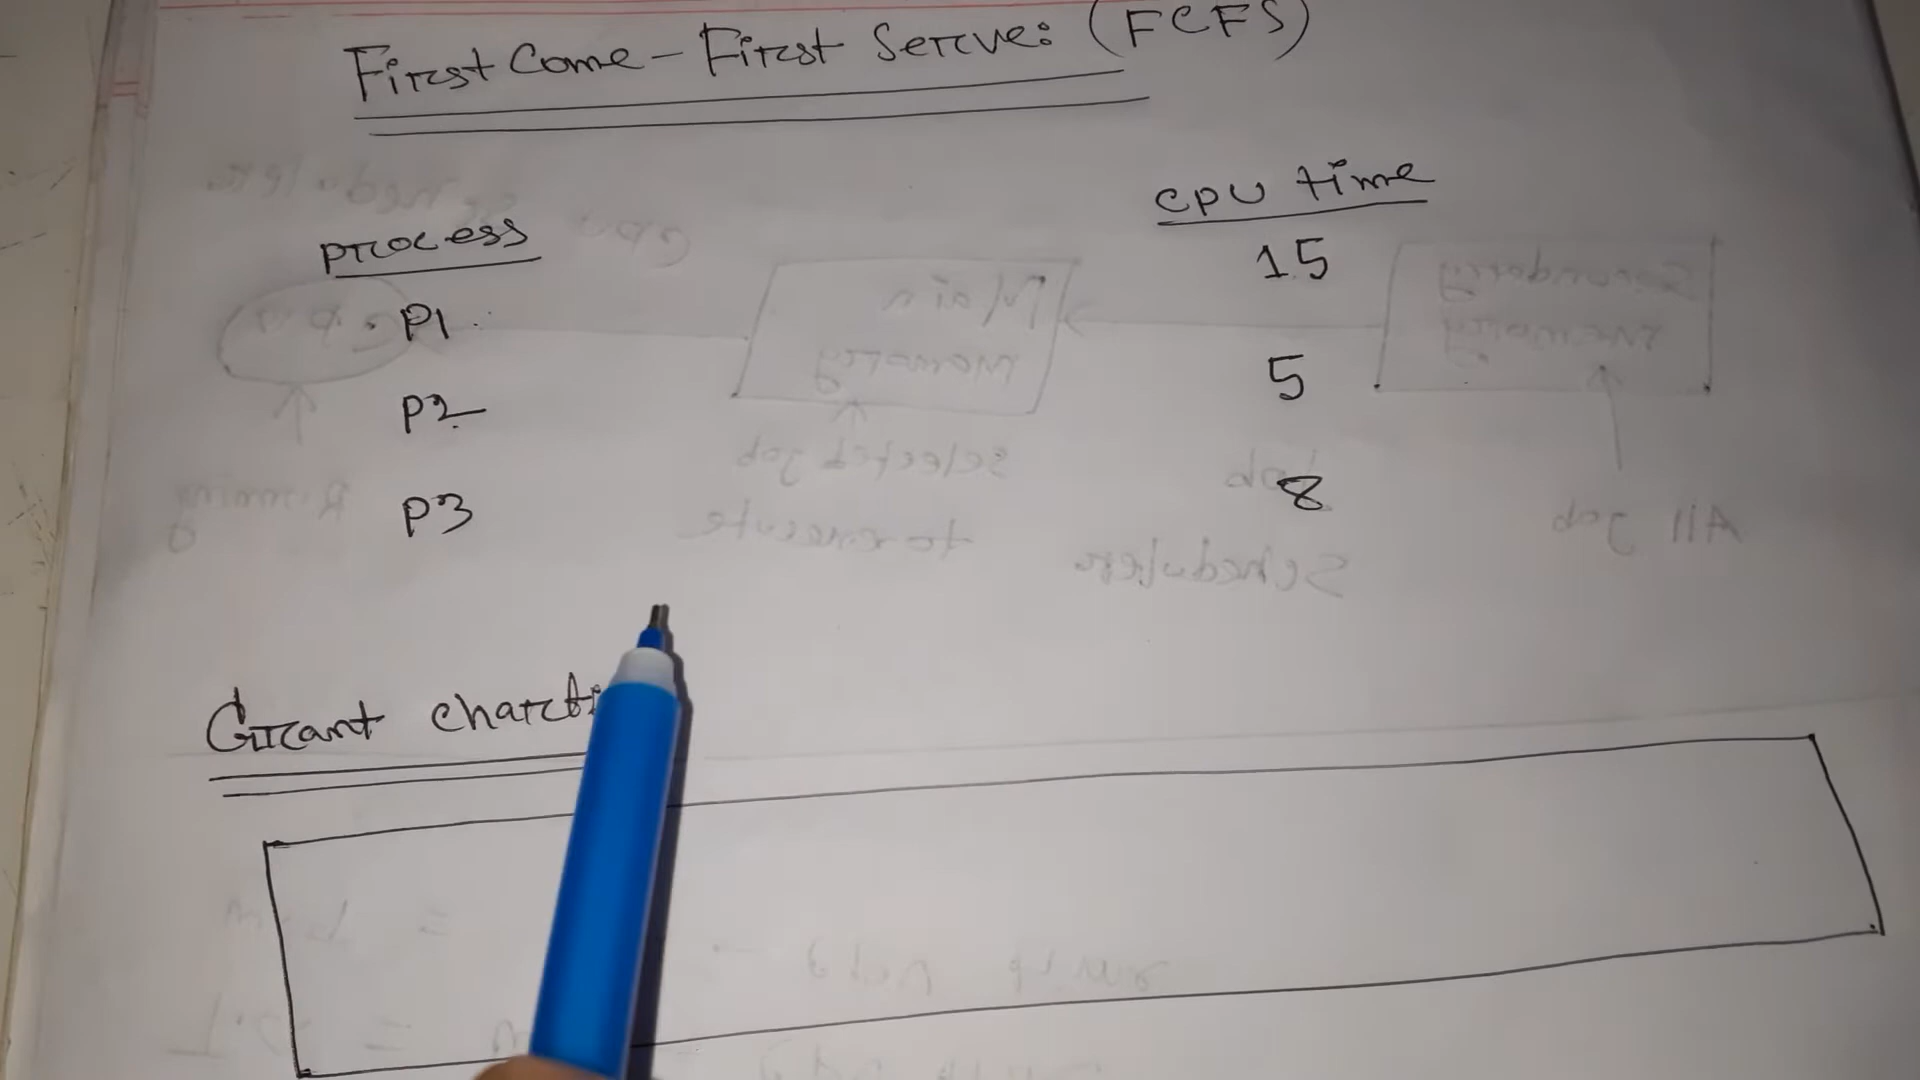 First Come - First Serve: (FCFS)
process CPU time
P1 15
P2 5
P3 8
Grant chart